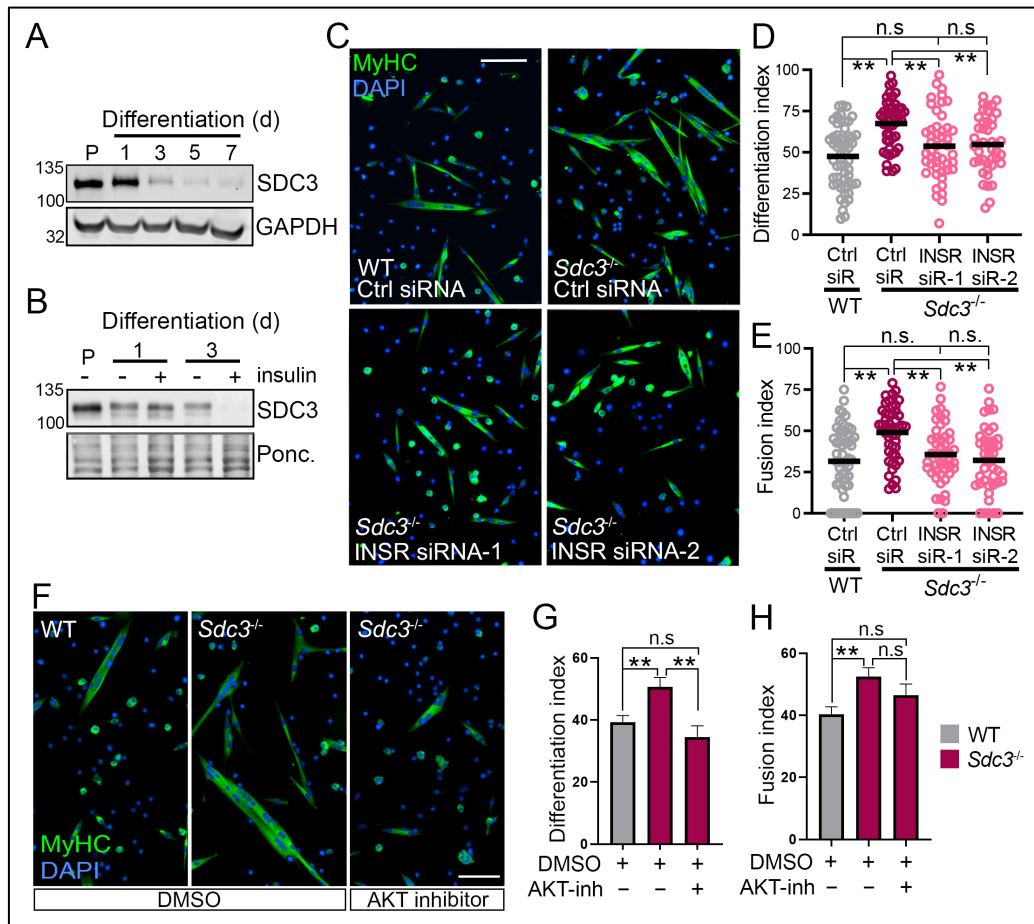 A
Differentiation (d)
P 1 3 5 7
135
100
SDC3
32
GAPDH
B
Differentiation (d)
P 1 3
- - + - + insulin
135
100
SDC3
Ponc.
C
MyHC
DAPI
WT
Ctrl siRNA
Sdc3-/-
Ctrl siRNA
Sdc3-/-
INSR siRNA-1
Sdc3-/-
INSR siRNA-2
D
n.s n.s
** ** **
Differentiation index
100
75
50
25
0
Ctrl siR
Ctrl siR
INSR siR-1
INSR siR-2
WT
Sdc3-/-
E
n.s. n.s.
** ** **
Fusion index
100
75
50
25
0
Ctrl siR
Ctrl siR
INSR siR-1
INSR siR-2
WT
Sdc3-/-
F
WT
Sdc3-/-
Sdc3-/-
MyHC
DAPI
DMSO
AKT inhibitor
G
n.s
** **
Differentiation index
60
40
20
0
DMSO + + +
AKT-inh - - +
H
n.s
** n.s
Fusion index
60
40
20
0
DMSO + + +
AKT-inh - - +
WT
Sdc3-/-